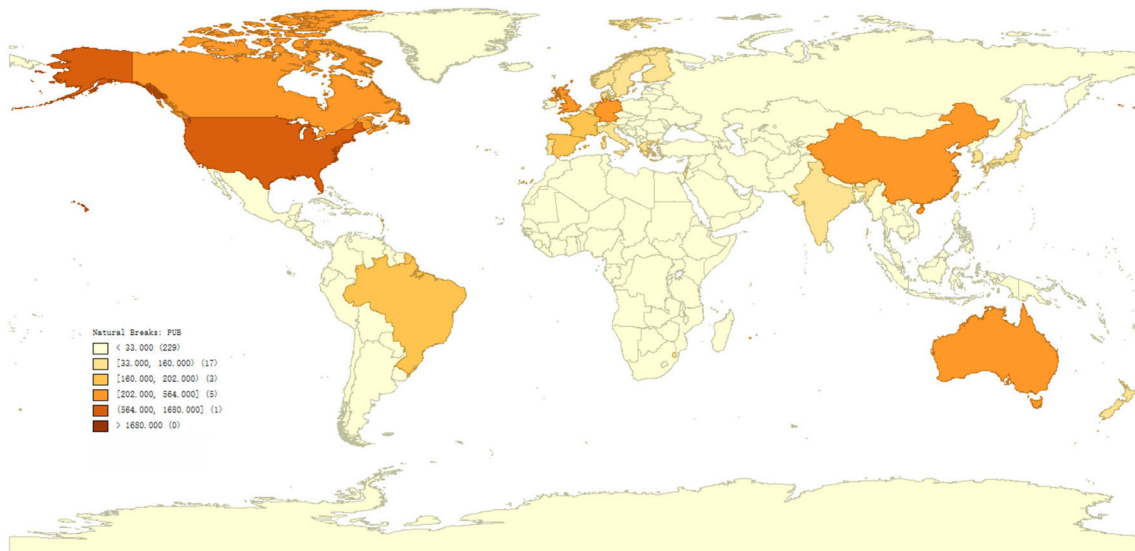 Natural Breaks: PUB
< 33.000 (229)
[33.000, 160.000) (17)
[160.000, 202.000) (3)
[202.000, 564.000] (5)
(564.000, 1680.000] (1)
> 1680.000 (0)